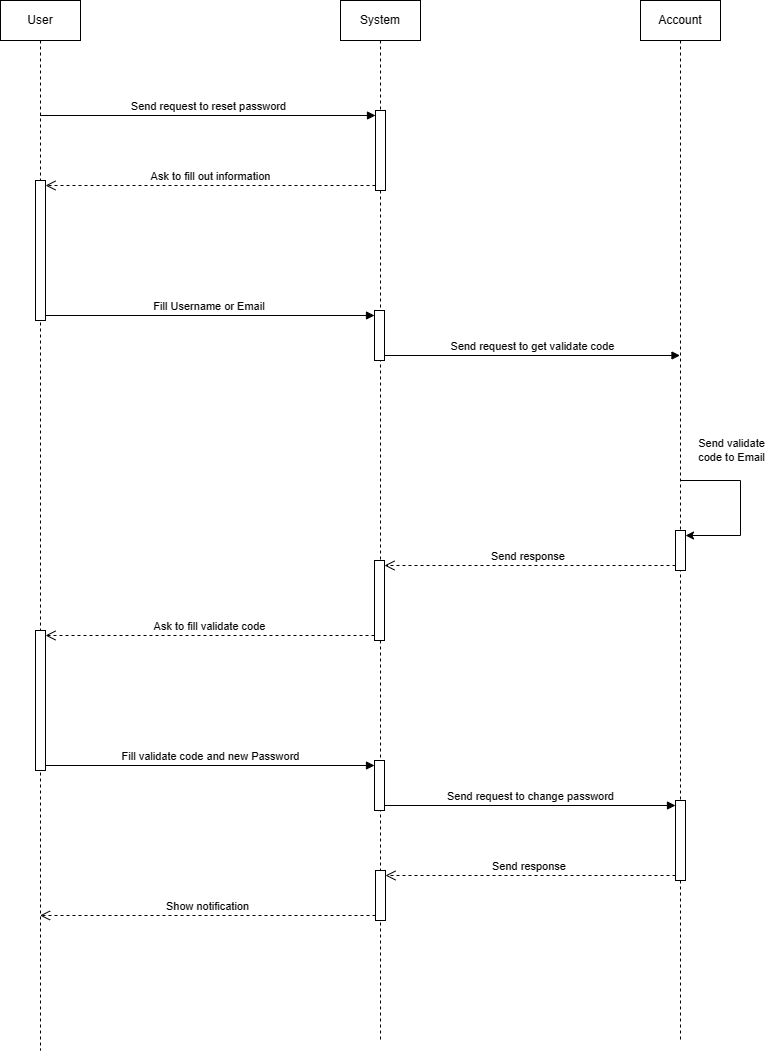 User
System
Account
Send request to reset password
Ask to fill out information
Fill Username or Email
Send request to get validate code
Send validate
code to Email
Send response
Ask to fill validate code
Fill validate code and new Password
Send request to change password
Send response
Show notification